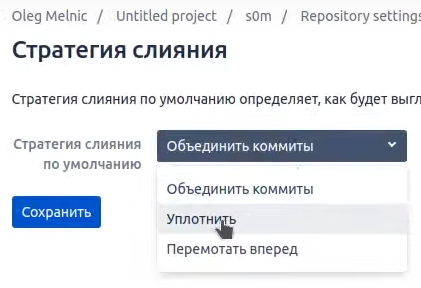 Oleg Melnic / Untitled project / s0m / Repository settings
Стратегия слияния
Стратегия слияния по умолчанию определяет, как будет выгл
Стратегия слияния
по умолчанию
Объединить коммиты
Объединить коммиты
Уплотнить
Перемотать вперед
Сохранить